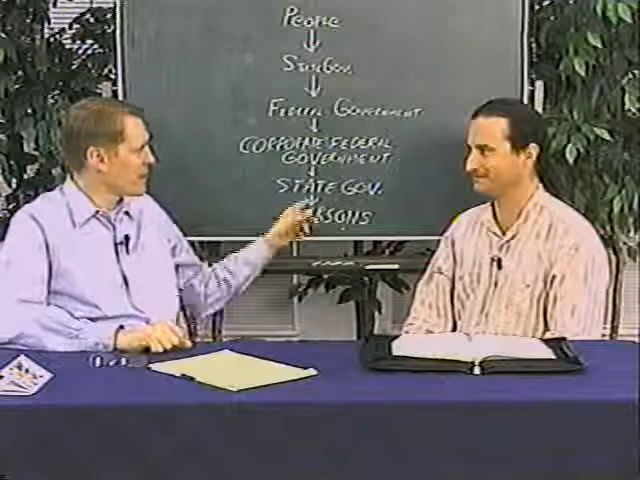 People
State Gov.
Federal Government
CORPORATE FEDERAL
GOVERNMENT
STATE GOV.